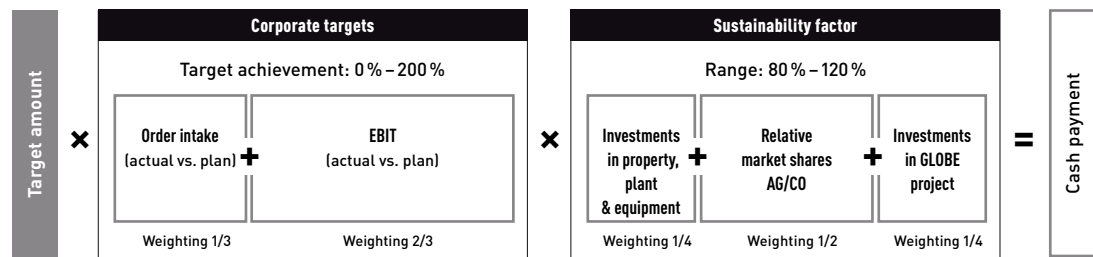 Target amount
×
Corporate targets
Target achievement: 0 % – 200 %
Order intake
(actual vs. plan)
+
EBIT
(actual vs. plan)
Weighting 1/3
Weighting 2/3
×
Sustainability factor
Range: 80 % – 120 %
Investments
in property,
plant
& equipment
+
Relative
market shares
AG/CO
+
Investments
in GLOBE
project
Weighting 1/4
Weighting 1/2
Weighting 1/4
=
Cash payment